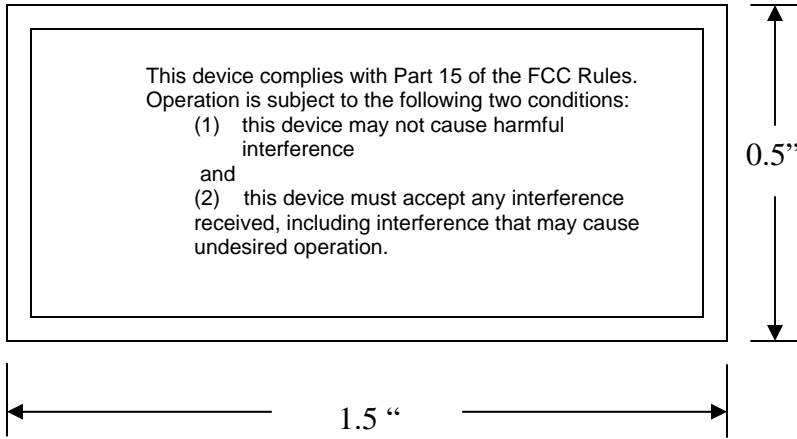 This device complies with Part 15 of the FCC Rules.
Operation is subject to the following two conditions:
(1) this device may not cause harmful
interference
and
(2) this device must accept any interference
received, including interference that may cause
undesired operation.
0.5”
1.5 “